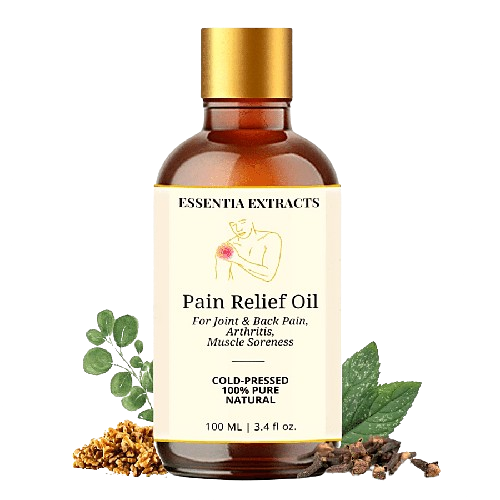 ESSENTIA EXTRACTS
Pain Relief Oil
For Joint & Back Pain,
Arthritis,
Muscle Soreness
COLD-PRESSED
100% PURE
NATURAL
100 ML | 3.4 fl oz.